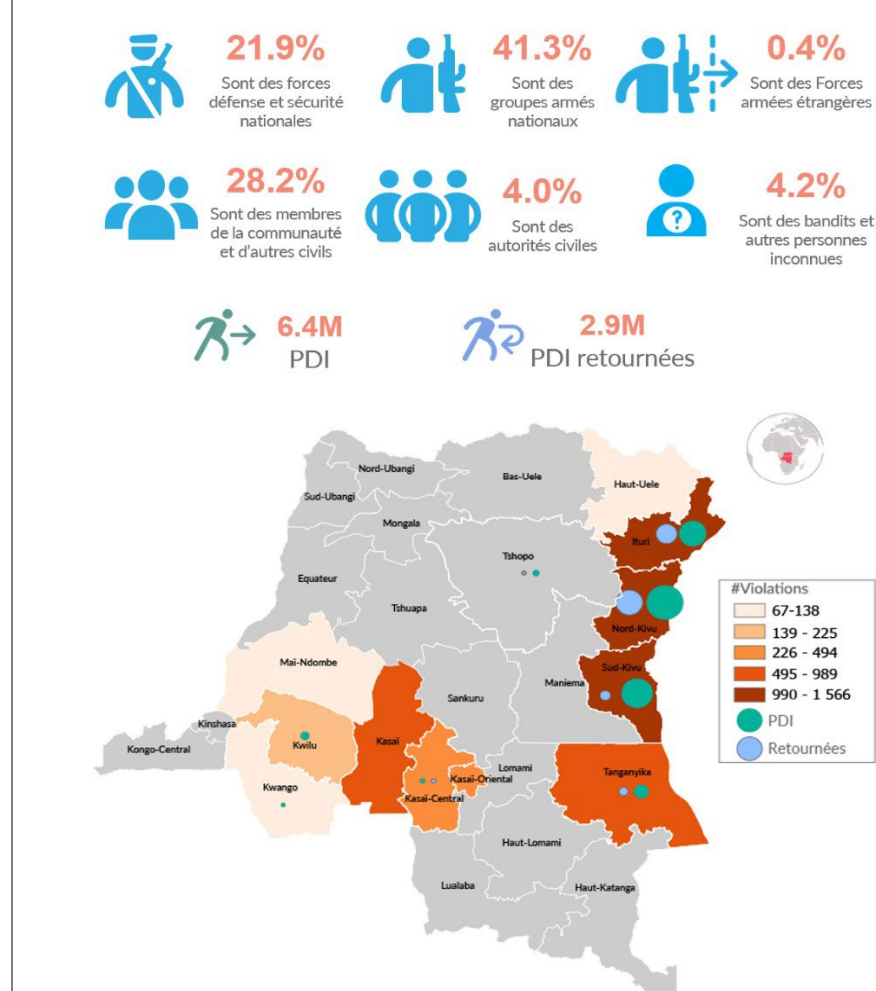 21.9%
Sont des forces
défense et sécurité
nationales
41.3%
Sont des
groupes armés
nationaux
0.4%
Sont des Forces
armées étrangères
28.2%
Sont des membres
de la communauté
et d'autres civils
4.0%
Sont des
autorités civiles
?
4.2%
Sont des bandits et
autres personnes
inconnues
6.4M
PDI
2.9M
PDI retournées
Nord-Ubangi
Sud-Ubangi
Bas-Uele
Haut-Uele
Mongala
Ituri
Tshopo
Equateur
Tshuapa
Nord-Kivu
Maï-Ndombe
Sud-Kivu
Maniema
Sankuru
Kinshasa
Kongo-Central
Kwilu
Kasaï
Lomami
Kasaï-Oriental
Tanganyika
Kwango
Kasaï-Central
Haut-Lomami
Lualaba
Haut-Katanga
#Violations
67-138
139 - 225
226 - 494
495 - 989
990 - 1 566
PDI
Retournées